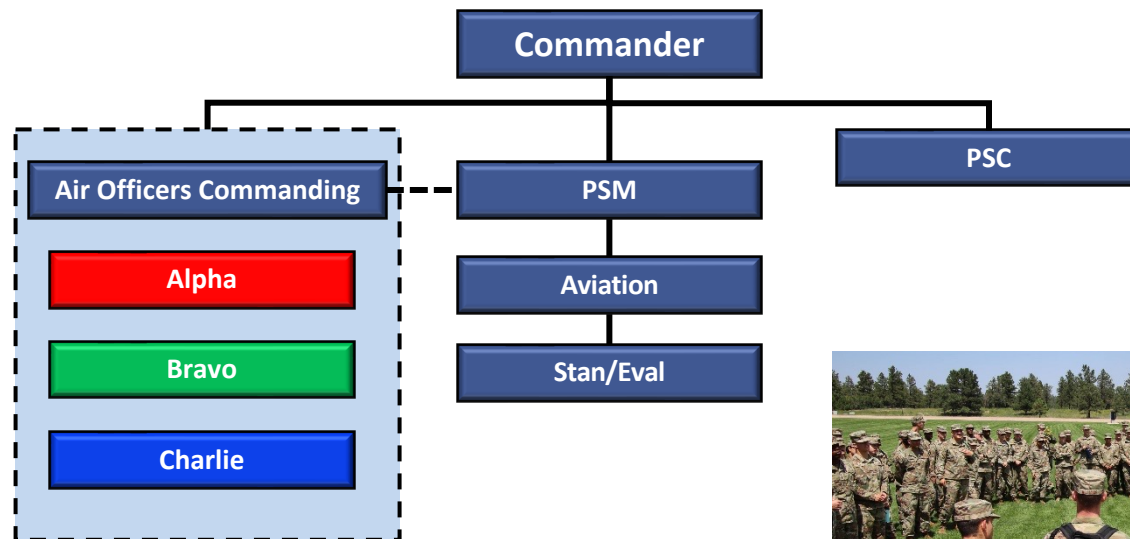 Commander
Air Officers Commanding
PSM
PSC
Alpha
Aviation
Bravo
Stan/Eval
Charlie